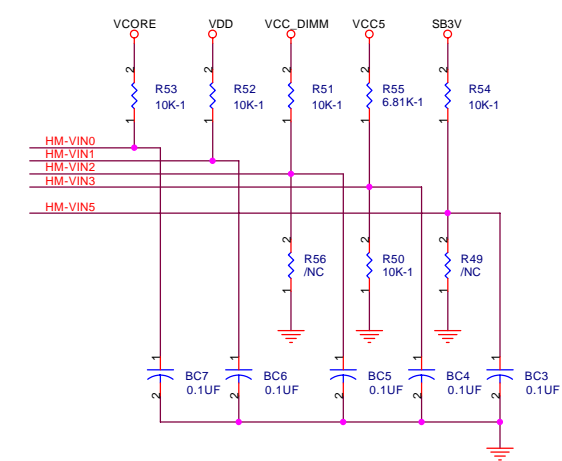 VCORE VDD VCC_DIMM VCC5 SB3V
2 2 2 2 2
R53 R52 R51 R55 R54
10K-1 10K-1 10K-1 6.81K-1 10K-1
1 1 1 1 1
HM-VIN0
HM-VIN1
HM-VIN2
HM-VIN3
HM-VIN5
2 2 2
R56 R50 R49
/NC 10K-1 /NC
1 1 1
1 1 1 1 1
BC7 BC6 BC5 BC4 BC3
0.1UF 0.1UF 0.1UF 0.1UF 0.1UF
2 2 2 2 2